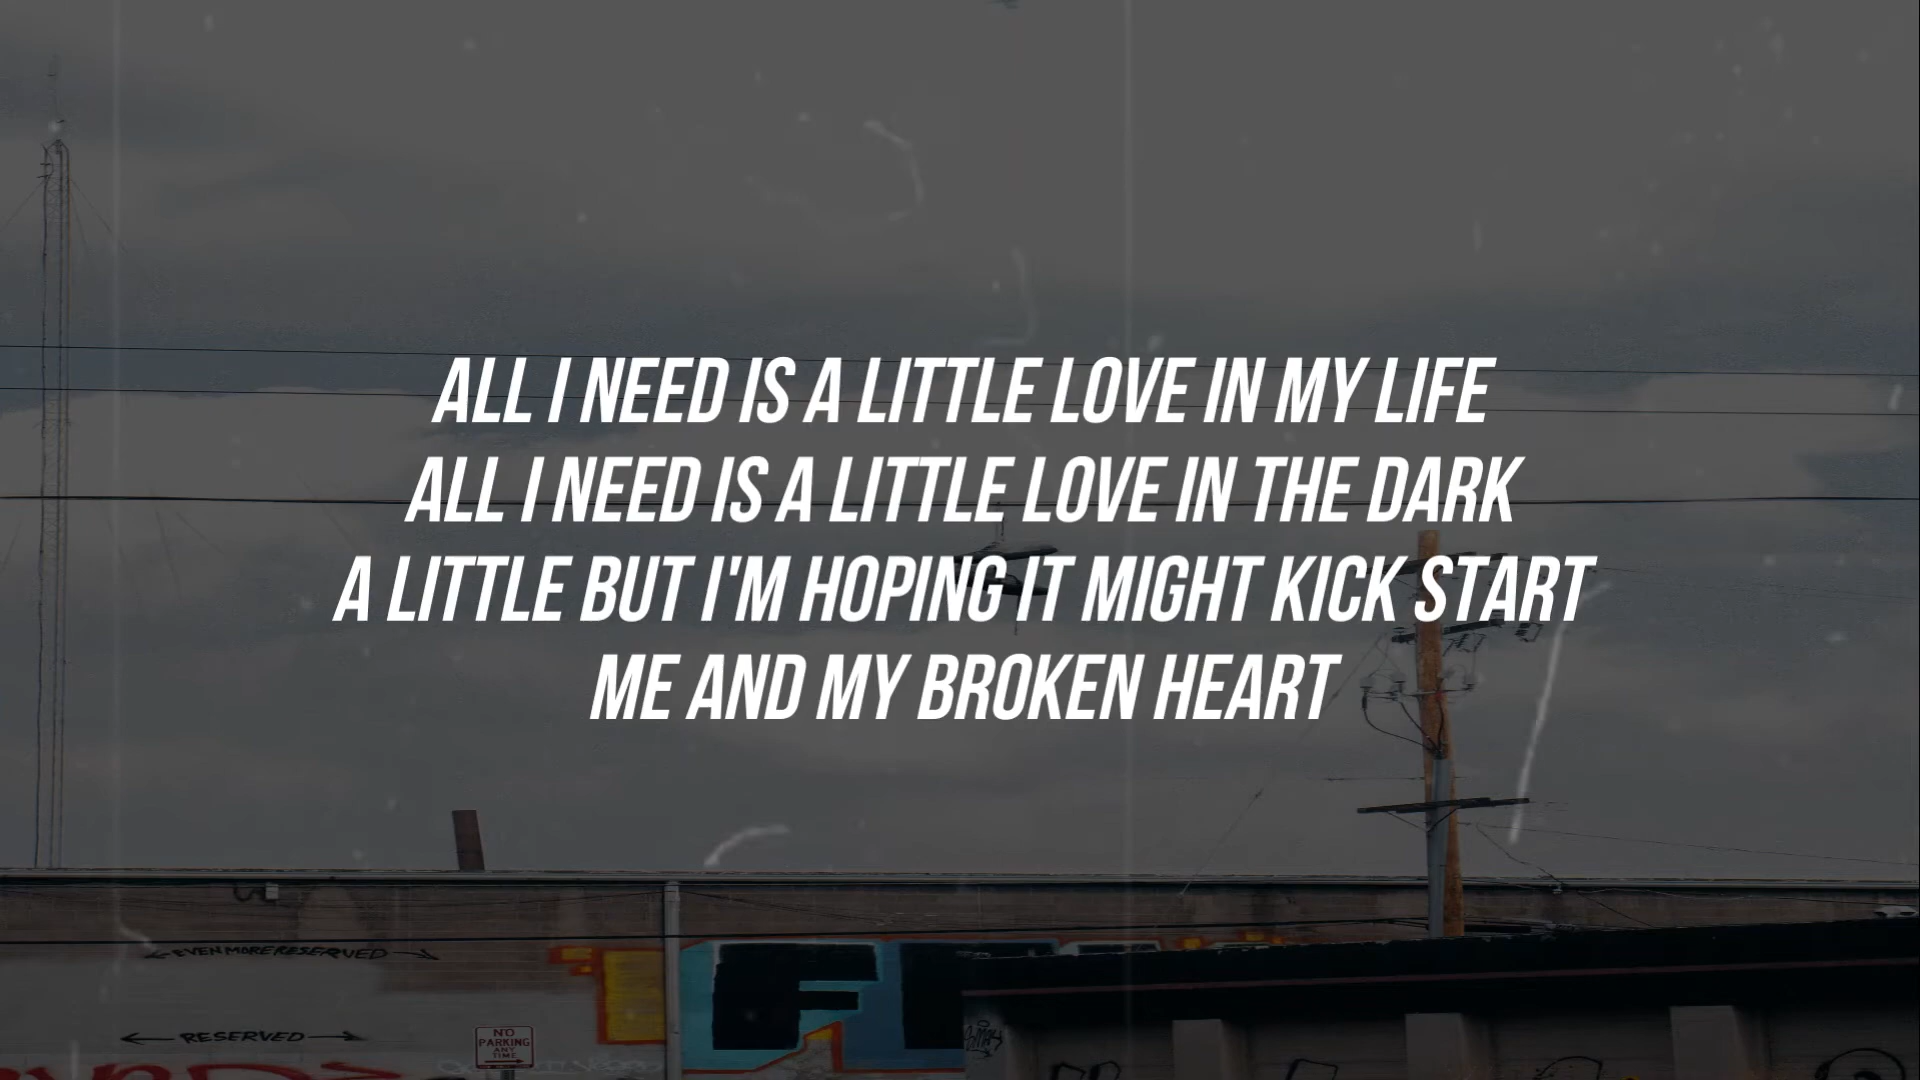 ALL I NEED IS A LITTLE LOVE IN MY LIFE
ALL I NEED IS A LITTLE LOVE IN THE DARK
A LITTLE BUT I'M HOPING IT MIGHT KICK START
ME AND MY BROKEN HEART
EVEN MORE RESERVED
RESERVED
NO
PARKING
ANY
TIME